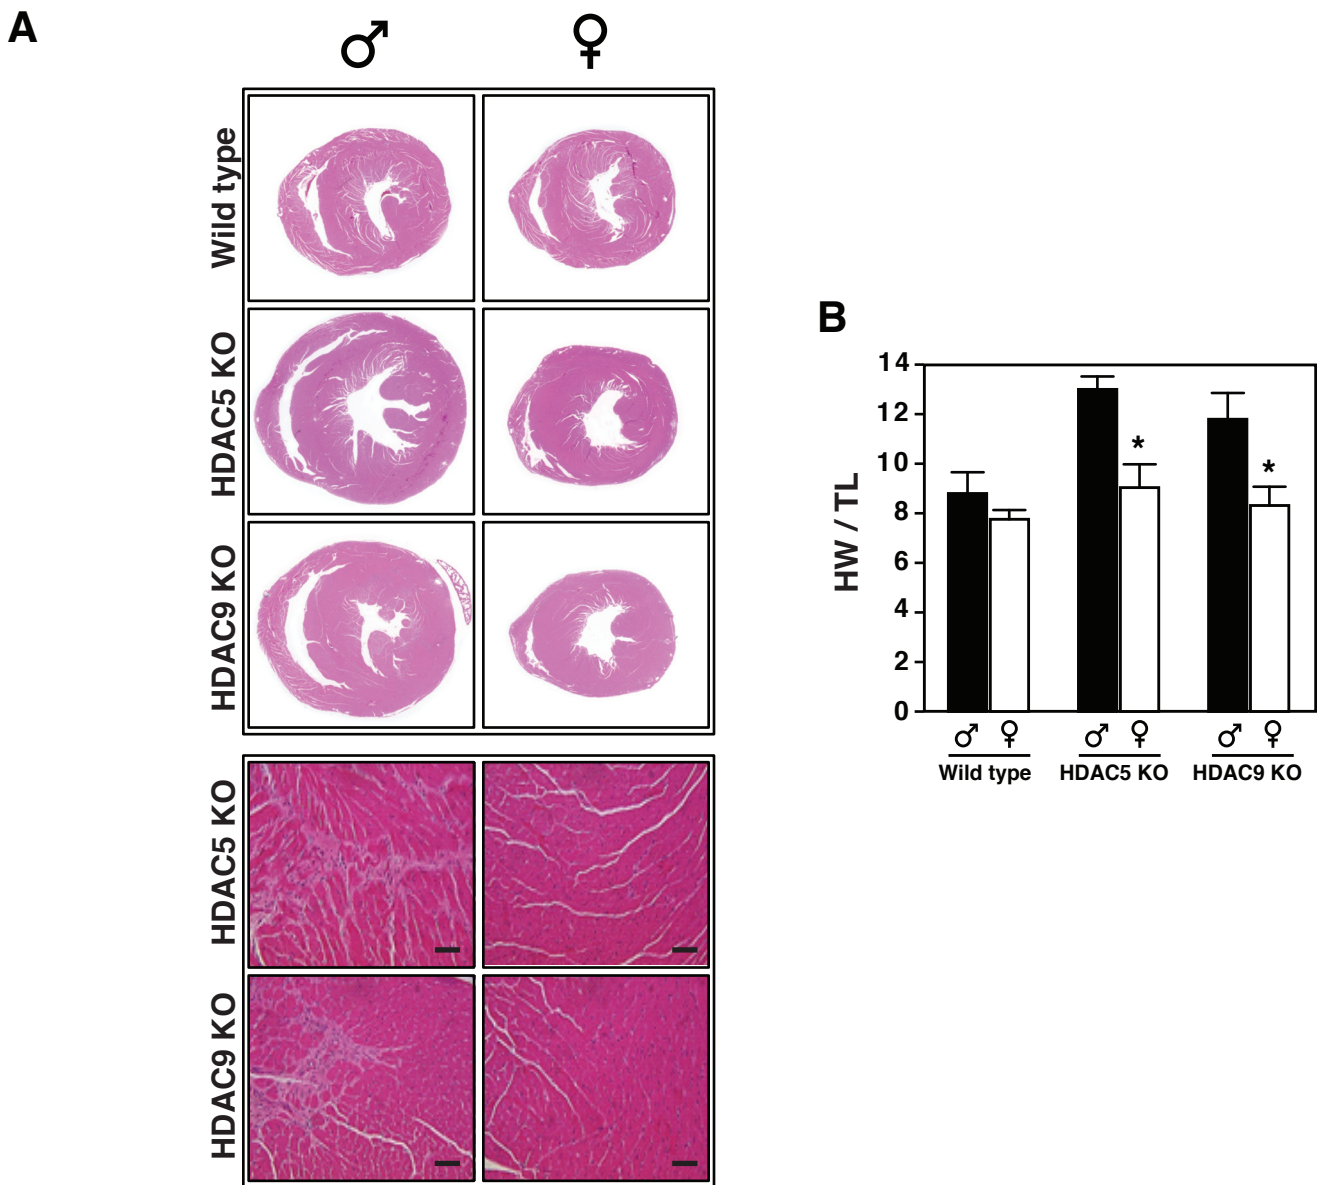 A
♂ ♀
Wild type
HDAC5 KO
HDAC9 KO
HDAC5 KO
HDAC9 KO
B
HW / TL
14
12
10
8
6
4
2
0
*
*
♂ ♀ ♂ ♀ ♂ ♀
Wild type HDAC5 KO HDAC9 KO